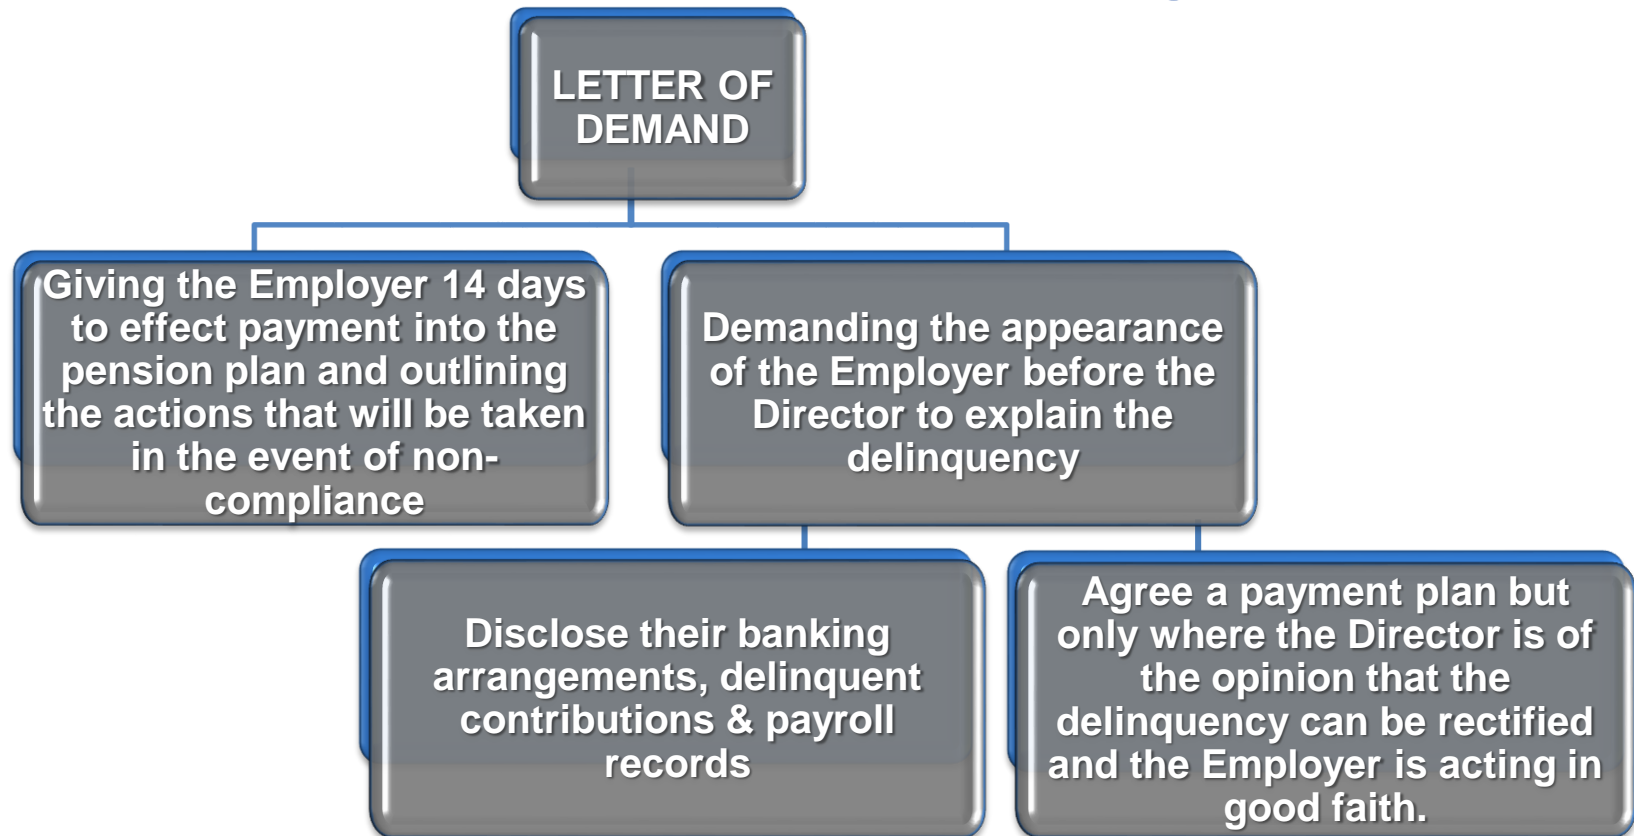 LETTER OF
DEMAND
Giving the Employer 14 days
to effect payment into the
pension plan and outlining
the actions that will be taken
in the event of non-
compliance
Demanding the appearance
of the Employer before the
Director to explain the
delinquency
Disclose their banking
arrangements, delinquent
contributions & payroll
records
Agree a payment plan but
only where the Director is of
the opinion that the
delinquency can be rectified
and the Employer is acting in
good faith.